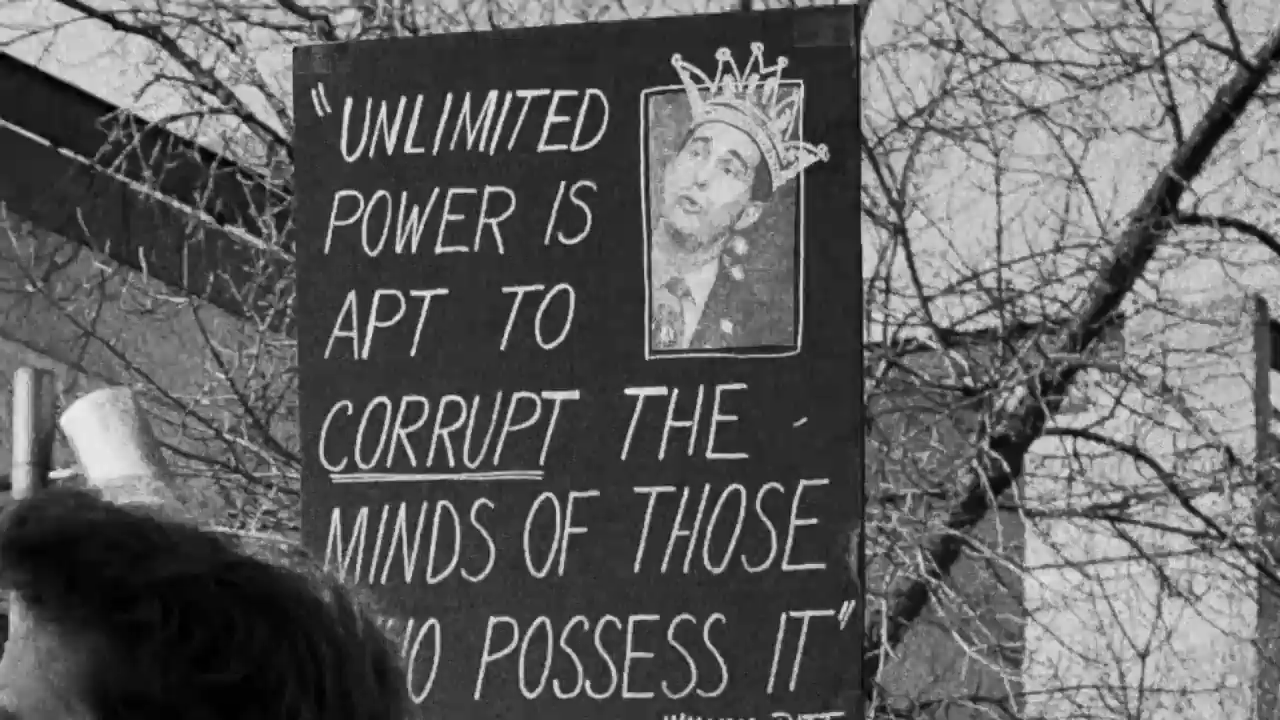 "UNLIMITED
POWER IS
APT TO
CORRUPT THE
MINDS OF THOSE
POSSESS IT"